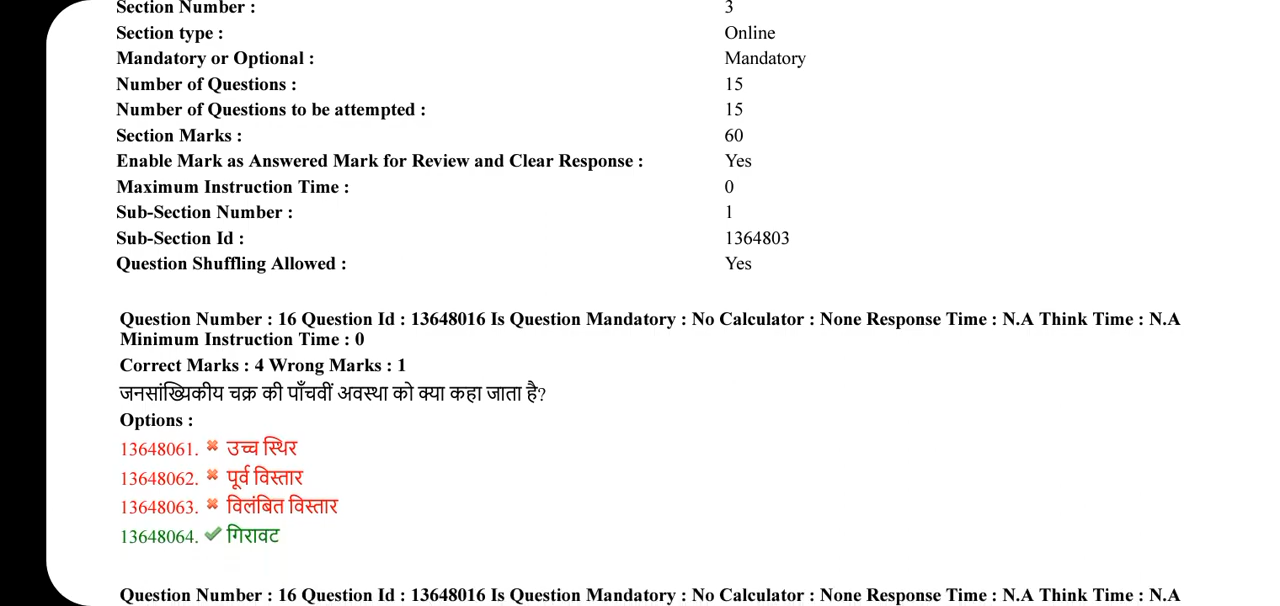 Section Number : 3
Section type : Online
Mandatory or Optional : Mandatory
Number of Questions : 15
Number of Questions to be attempted : 15
Section Marks : 60
Enable Mark as Answered Mark for Review and Clear Response : Yes
Maximum Instruction Time : 0
Sub-Section Number : 1
Sub-Section Id : 1364803
Question Shuffling Allowed : Yes
Question Number : 16 Question Id : 13648016 Is Question Mandatory : No Calculator : None Response Time : N.A Think Time : N.A
Minimum Instruction Time : 0
Correct Marks : 4 Wrong Marks : 1
जनसांख्यिकीय चक्र की पाँचवीं अवस्था को क्या कहा जाता है?
Options :
13648061. उच्च स्थिर
13648062. पूर्व विस्तार
13648063. विलंबित विस्तार
13648064. गिरावट
Question Number : 16 Question Id : 13648016 Is Question Mandatory : No Calculator : None Response Time : N.A Think Time : N.A